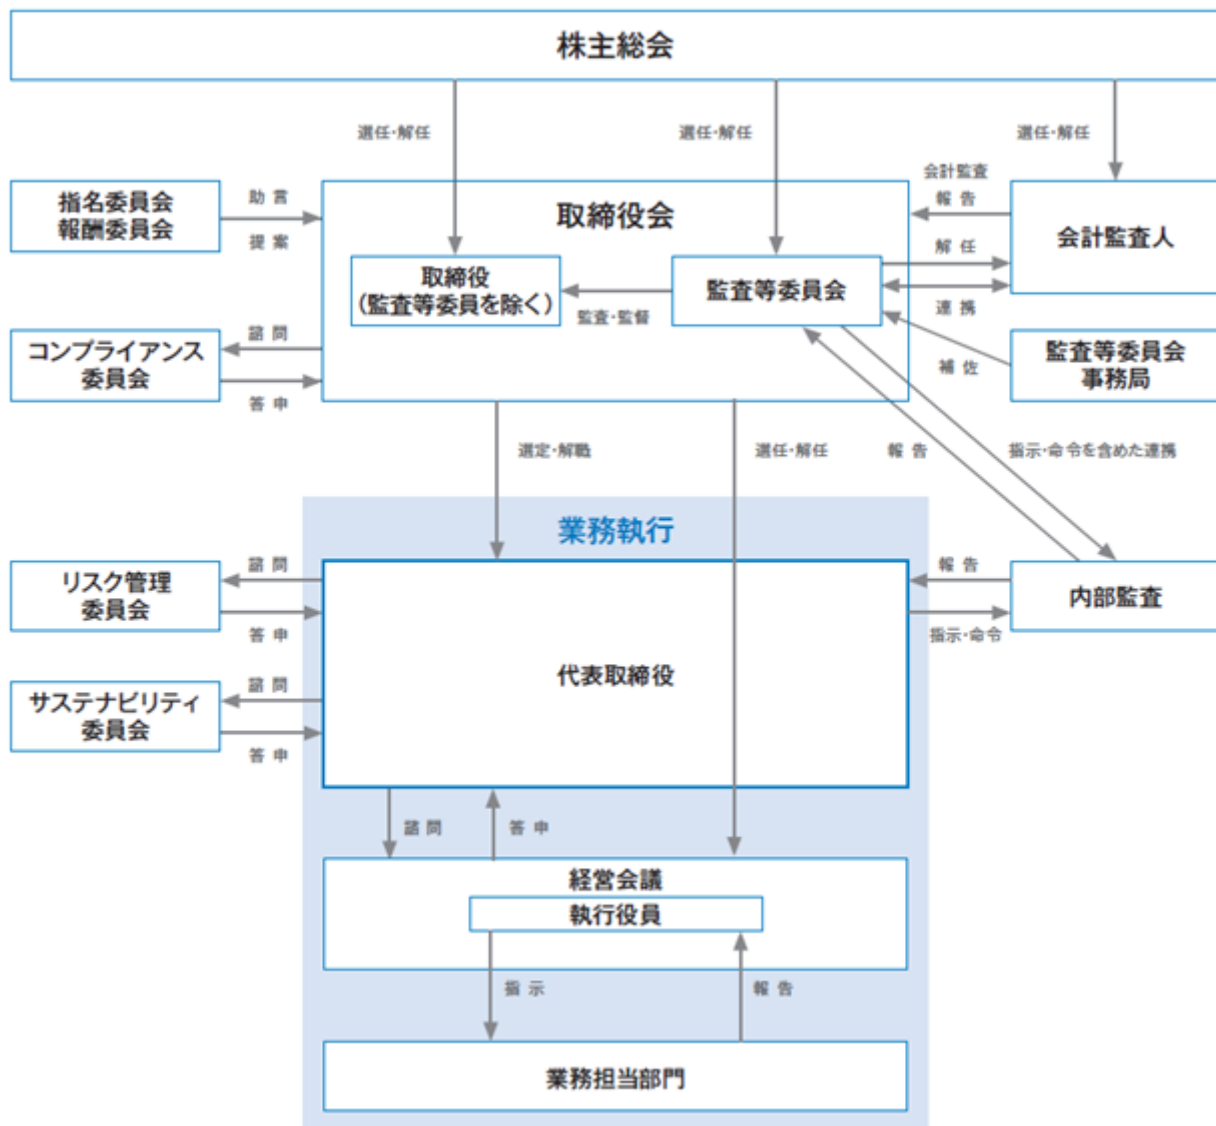 株主総会
選任・解任
選任・解任
選任・解任
指名委員会
報酬委員会
助言
提案
取締役会
会計監査
報告
会計監査人
取締役
（監査等委員を除く）
監査・監督
監査等委員会
解任
連携
コンプライアンス
委員会
諮問
答申
補佐
監査等委員会
事務局
選定・解職
選任・解任
報告
指示・命令を含めた連携
業務執行
リスク管理
委員会
諮問
答申
代表取締役
報告
指示・命令
内部監査
サステナビリティ
委員会
諮問
答申
諮問
答申
経営会議
執行役員
指示
報告
業務担当部門